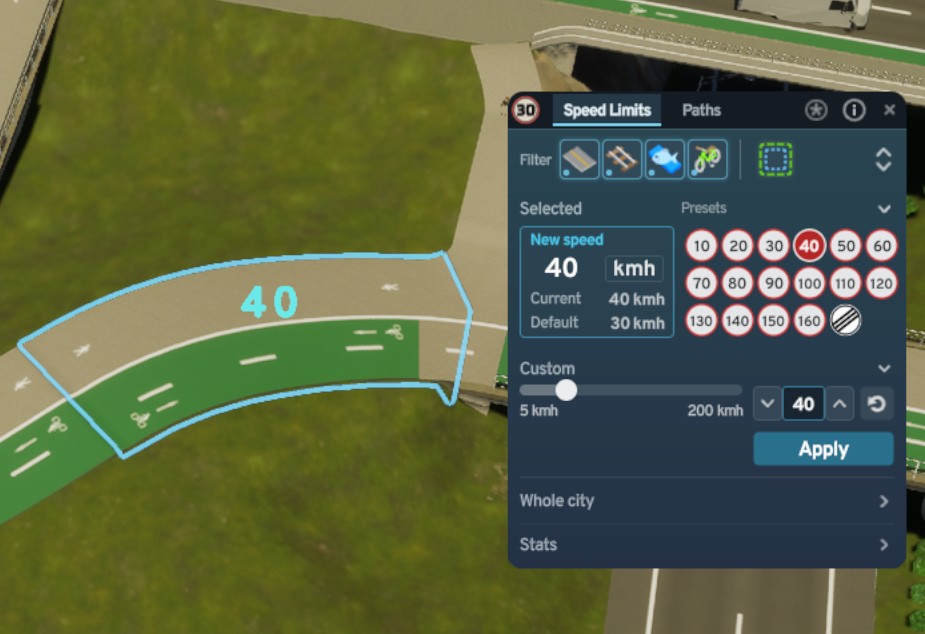 30 Speed Limits Paths
Filter
Selected Presets
New speed
40 kmh
Current 40 kmh
Default 30 kmh
10 20 30 40 50 60
70 80 90 100 110 120
130 140 150 160
40
Custom
5 kmh 200 kmh 40
Apply
Whole city
Stats